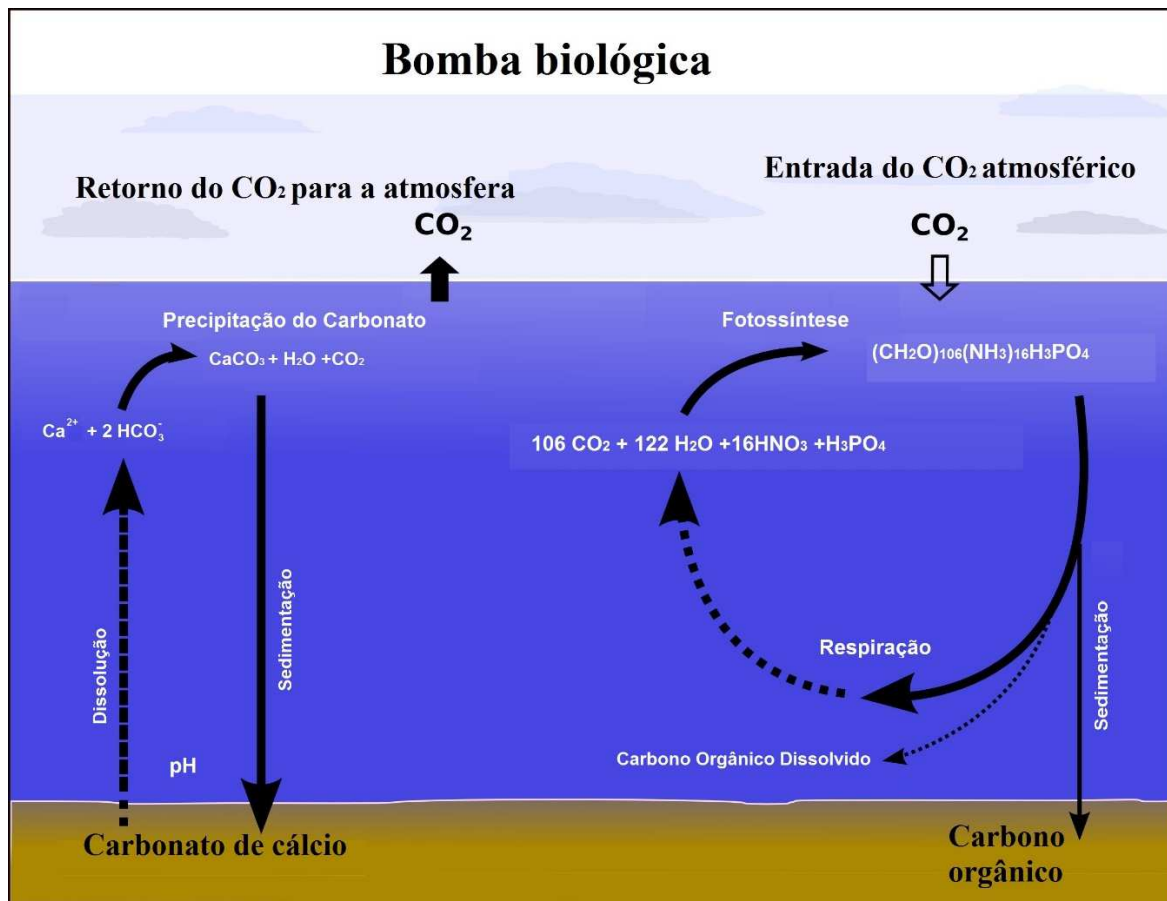 Bomba biológica
Retorno do CO₂ para a atmosfera
CO₂
Entrada do CO₂ atmosférico
CO₂
Precipitação do Carbonato
CaCO₃ + H₂O +CO₂
Ca²⁺ + 2 HCO₃⁻
Dissolução
Sedimentação
pH
Carbonato de cálcio
Fotossíntese
(CH₂O)₁₀₆(NH₃)₁₆H₃PO₄
106 CO₂ + 122 H₂O +16HNO₃ +H₃PO₄
Respiração
Carbono Orgânico Dissolvido
Sedimentação
Carbono
orgânico